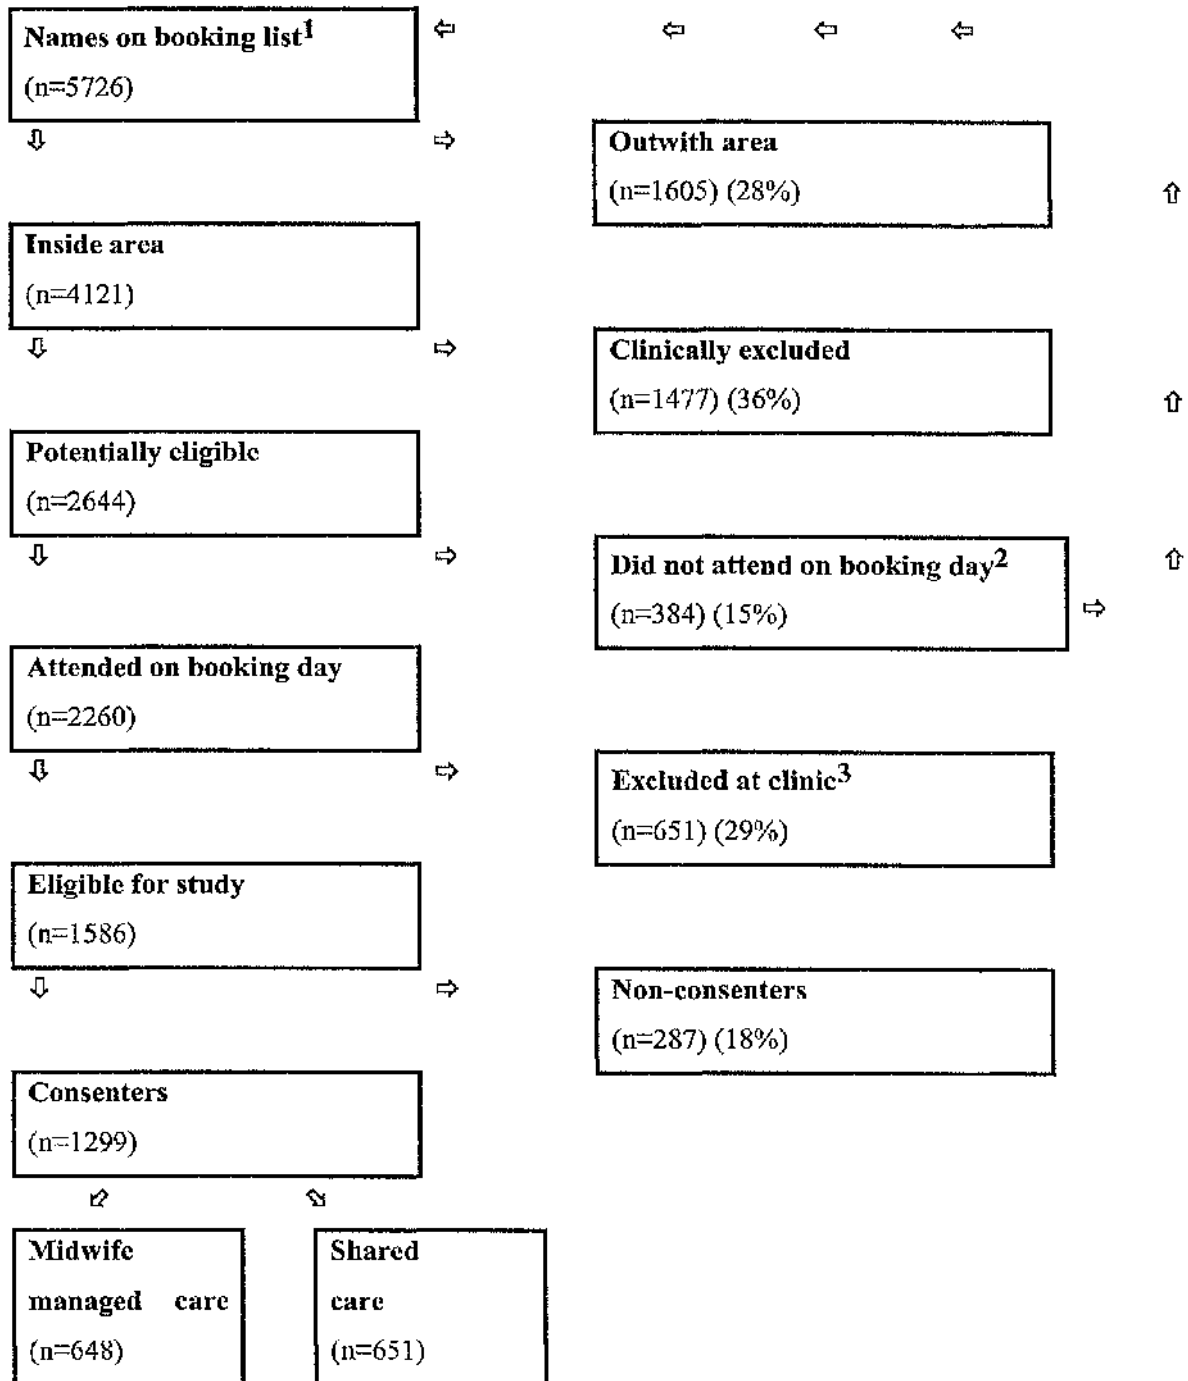 Names on booking list1
(n=5726)
Outwith area
(n=1605) (28%)
Inside area
(n=4121)
Clinically excluded
(n=1477) (36%)
Potentially eligible
(n=2644)
Did not attend on booking day2
(n=384) (15%)
Attended on booking day
(n=2260)
Excluded at clinic3
(n=651) (29%)
Eligible for study
(n=1586)
Non-consenters
(n=287) (18%)
Consenters
(n=1299)
Midwife
managed care
(n=648)
Shared
care
(n=651)